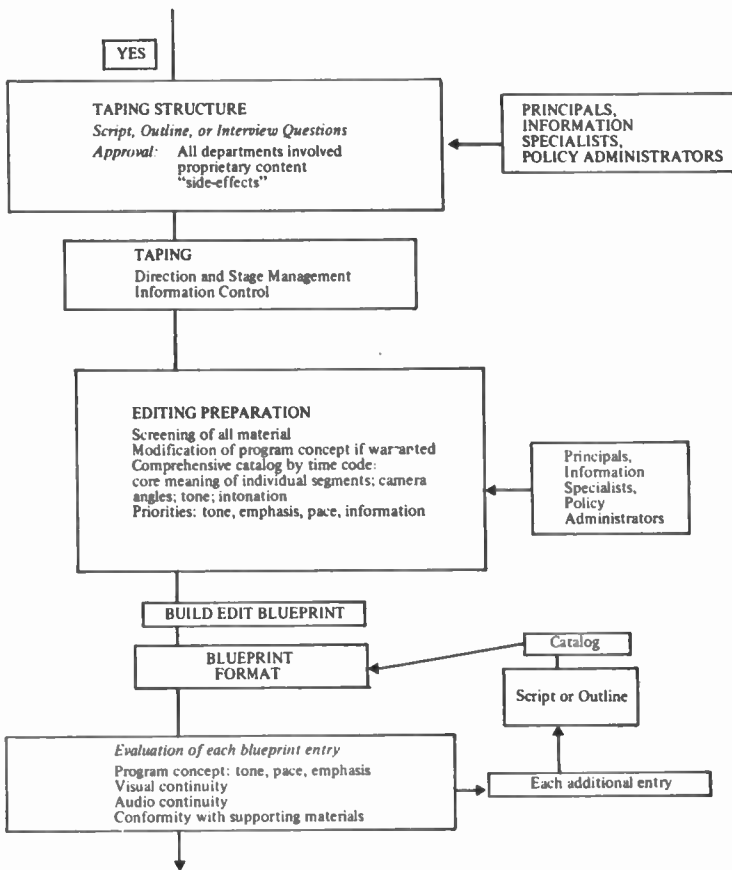 YES
TAPING STRUCTURE
Script, Outline, or Interview Questions
Approval: All departments involved
proprietary content
“side-effects”
PRINCIPALS,
INFORMATION
SPECIALISTS,
POLICY ADMINISTRATORS
TAPING
Direction and Stage Management
Information Control
EDITING PREPARATION
Screening of all material
Modification of program concept if warranted
Comprehensive catalog by time code:
core meaning of individual segments; camera
angles; tone; intonation
Priorities: tone, emphasis, pace, information
Principals,
Information
Specialists,
Policy
Administrators
BUILD EDIT BLUEPRINT
BLUEPRINT
FORMAT
Catalog
Script or Outline
Evaluation of each blueprint entry
Program concept: tone, pace, emphasis
Visual continuity
Audio continuity
Conformity with supporting materials
Each additional entry